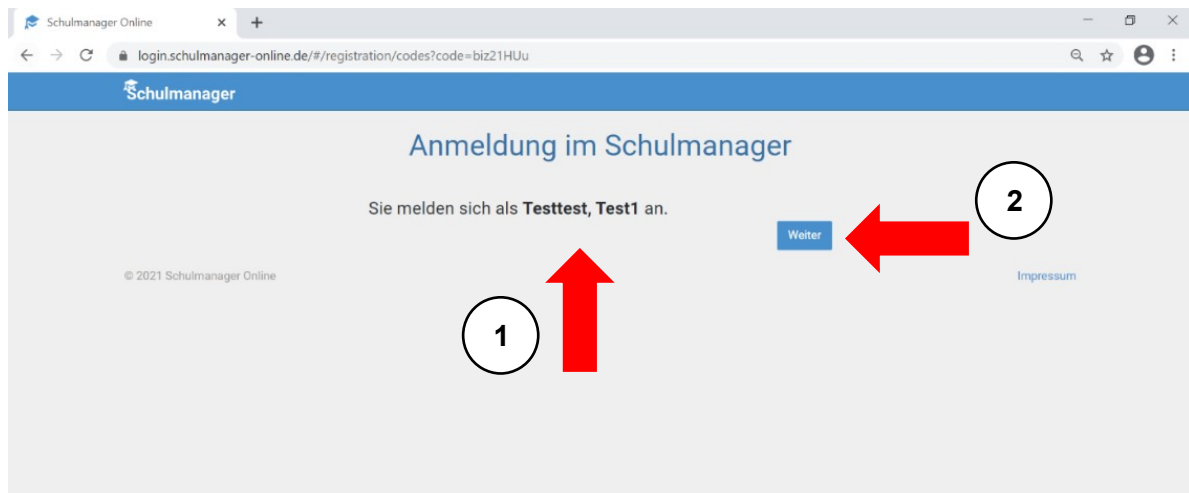 Schulmanager Online
login.schulmanager-online.de/#/registration/codes?code=biz21HUu
Schulmanager
Anmeldung im Schulmanager
Sie melden sich als Testtest, Test1 an.
2
Weiter
© 2021 Schulmanager Online
Impressum
1